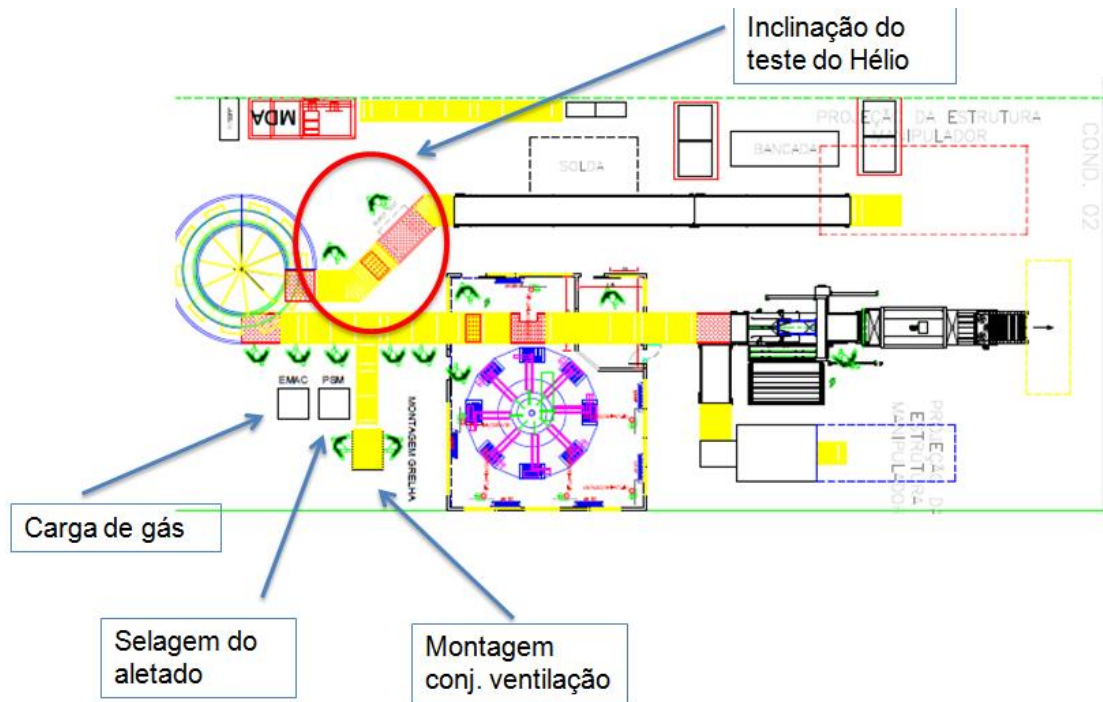 Inclinação do
teste do Hélio
MDA
PROJEÇÃO DA ESTRUTURA
MANIPULADOR
BANCADA
SOLDA
COND. 02
EMAC
PSM
MONTAGEM GRELHA
PROJEÇÃO DE
ESTRUTURA
MANIPULADOR
Carga de gás
Selagem do
aletado
Montagem
conj. ventilação